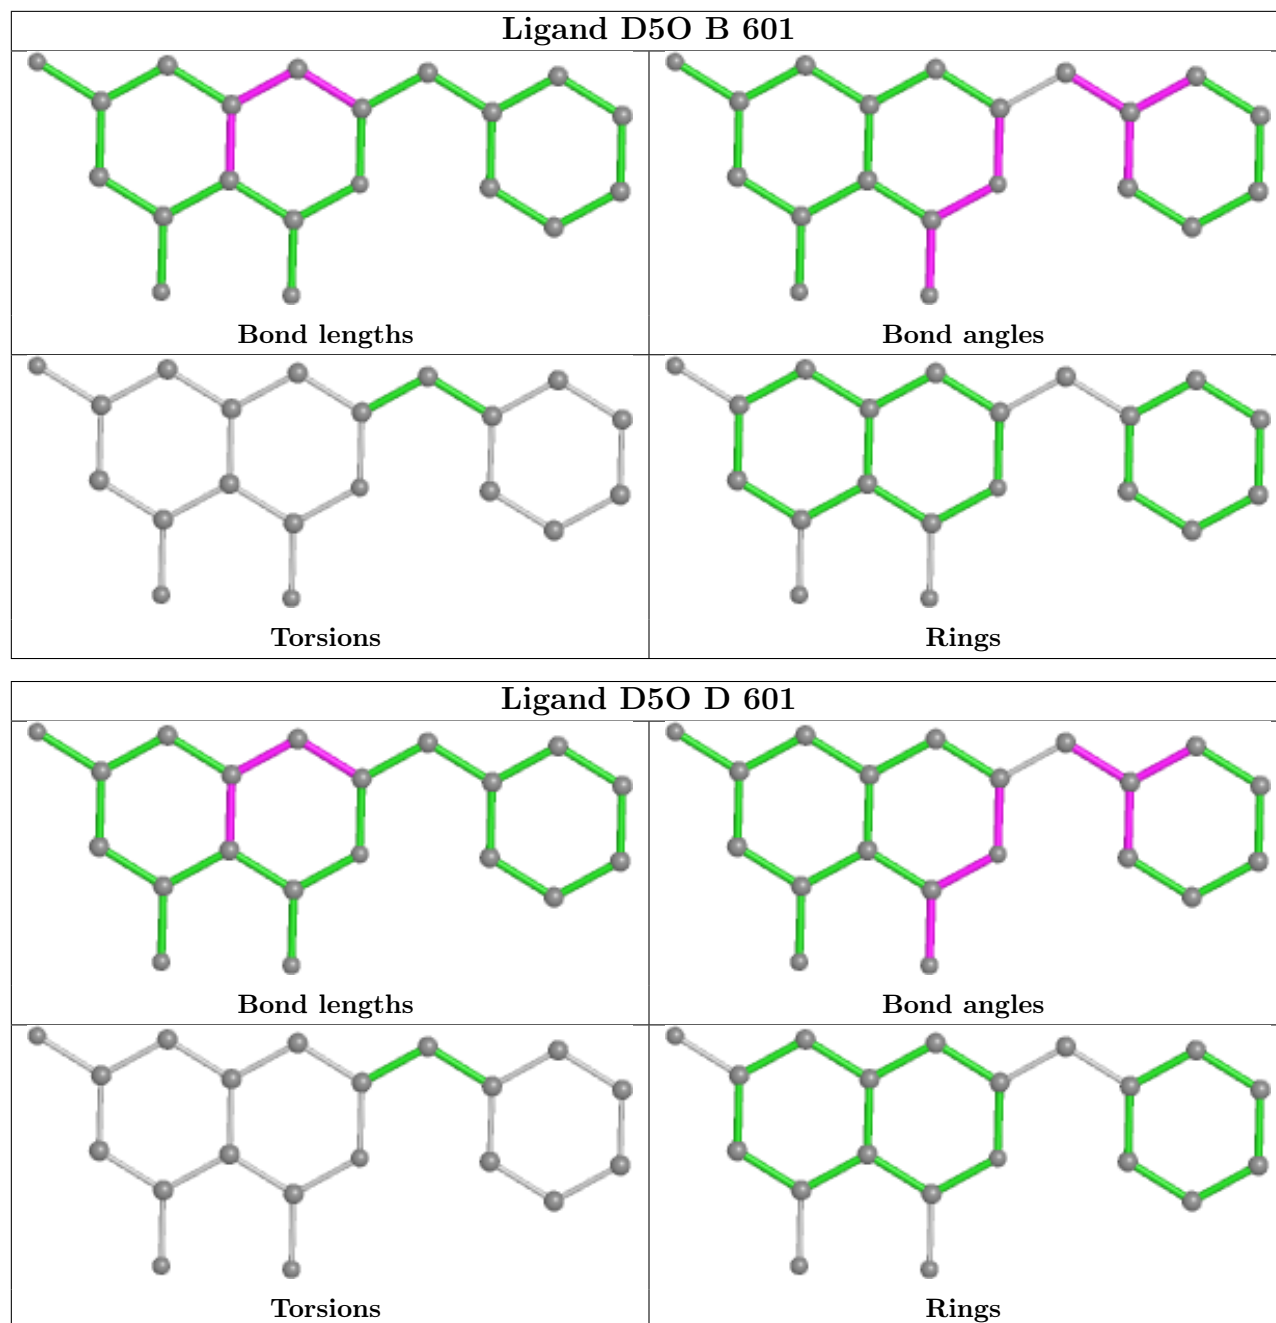 Ligand D5O B 601
Bond lengths
Bond angles
Torsions
Rings
Ligand D5O D 601
Bond lengths
Bond angles
Torsions
Rings